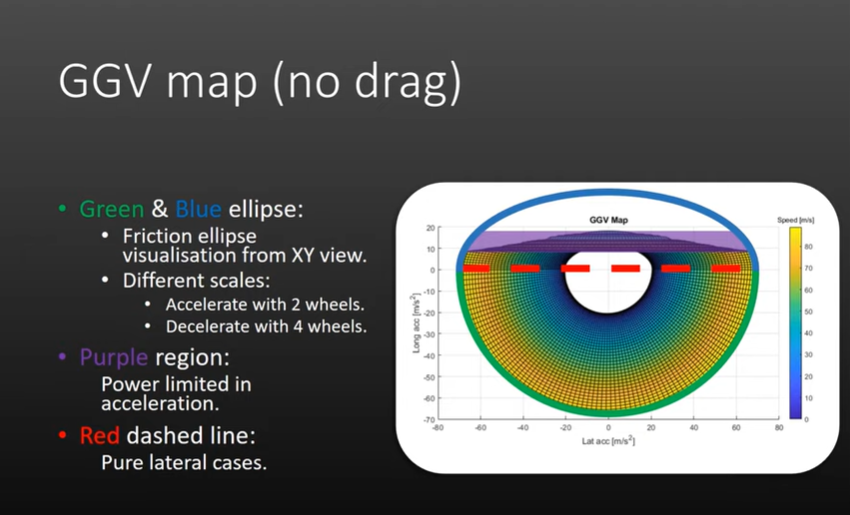 GGV map (no drag)
• Green & Blue ellipse:
• Friction ellipse
visualisation from XY view.
• Different scales:
• Accelerate with 2 wheels.
• Decelerate with 4 wheels.
• Purple region:
Power limited in
acceleration.
• Red dashed line:
Pure lateral cases.
GGV Map
Speed [m/s]
Long acc [m/s²]
20
10
0
-10
-20
-30
-40
-50
-60
-70
-80 -60 -40 -20 0 20 40 60 80
Lat acc [m/s²]
80
70
60
50
40
30
20
10
0